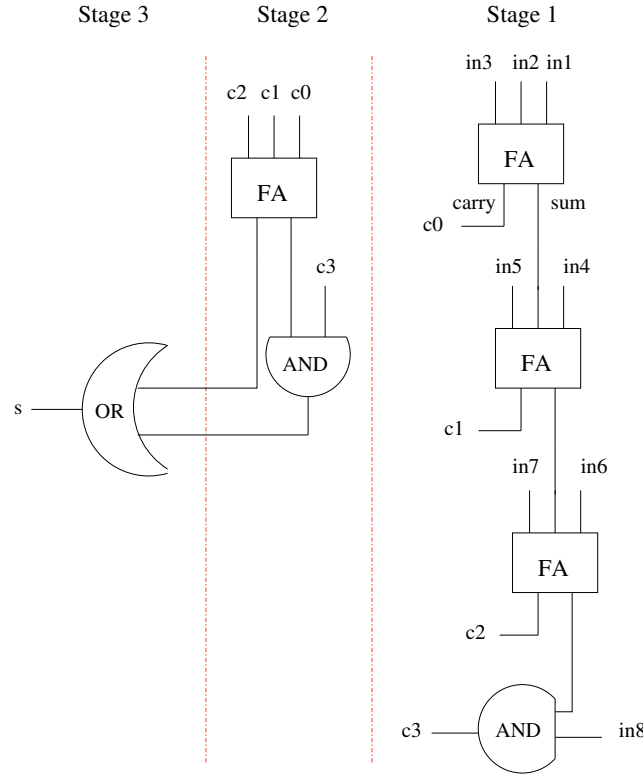 Stage 3
Stage 2
Stage 1
in3 in2 in1
c2 c1 c0
FA
FA
carry
sum
c0
in5
in4
c3
FA
AND
OR
s
c1
in7
in6
FA
c2
AND
c3
in8